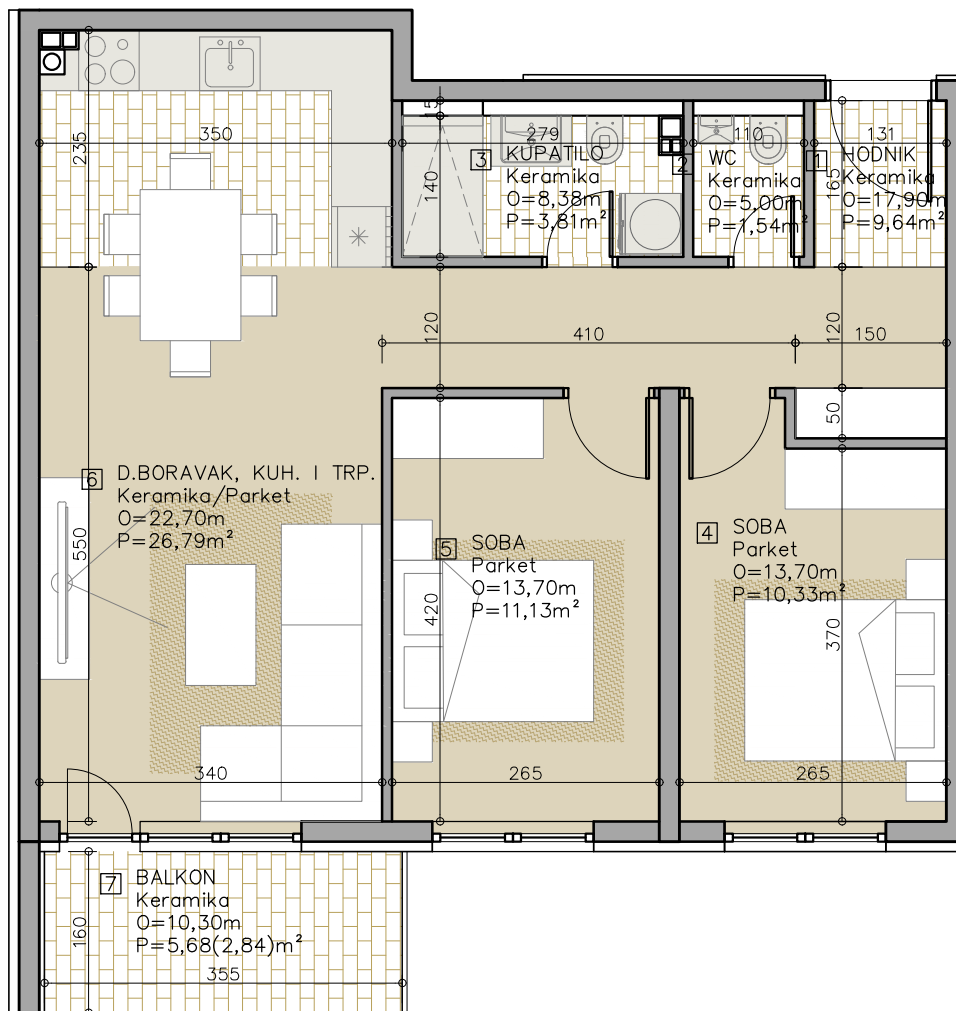 15
235
350
279
110
131
140
165
3
KUPATILO
Keramika
O=8,38m
P=3,81m²
2
WC
Keramika
O=5,00m
P=1,54m²
1
HODNIK
Keramika
O=17,90m
P=9,64m²
120
410
120
150
50
6
D.BORAVAK, KUH. I TRP.
Keramika/Parket
O=22,70m
P=26,79m²
550
5
SOBA
Parket
O=13,70m
P=11,13m²
420
4
SOBA
Parket
O=13,70m
P=10,33m²
370
340
265
265
7
BALKON
Keramika
O=10,30m
P=5,68(2,84)m²
160
355